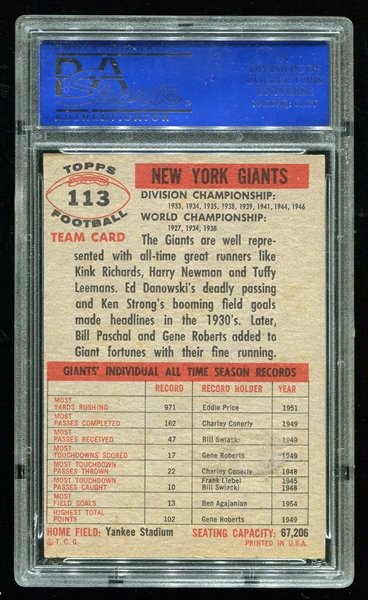 PSA
TOPPS
113
FOOTBALL
TEAM CARD
NEW YORK GIANTS
DIVISION CHAMPIONSHIP:
1933, 1934, 1935, 1938, 1939, 1941, 1944, 1946
WORLD CHAMPIONSHIP:
1927, 1934, 1938
The Giants are well repre-
sented with all-time great runners like
Kink Richards, Harry Newman and Tuffy
Leemans. Ed Danowski's deadly passing
and Ken Strong's booming field goals
made headlines in the 1930's. Later,
Bill Paschal and Gene Roberts added to
Giant fortunes with their fine running.
GIANTS' INDIVIDUAL ALL TIME SEASON RECORDS
RECORD RECORD HOLDER YEAR
MOST
YARDS RUSHING 971 Eddie Price 1951
MOST
PASSES COMPLETED 162 Charley Conerly 1949
MOST
PASSES RECEIVED 47 Bill Swiacki 1949
MOST
TOUCHDOWNS SCORED 17 Gene Roberts 1949
MOST TOUCHDOWN
PASSES THROWN 22 Charley Conerly 1948
MOST TOUCHDOWN Frank Liebel 1945
PASSES CAUGHT 10 Bill Swiacki 1948
MOST
FIELD GOALS 13 Ben Agajanian 1954
HIGHEST TOTAL
POINTS 102 Gene Roberts 1949
HOME FIELD: Yankee Stadium SEATING CAPACITY: 67,206
© T.C.G. PRINTED IN U.S.A.